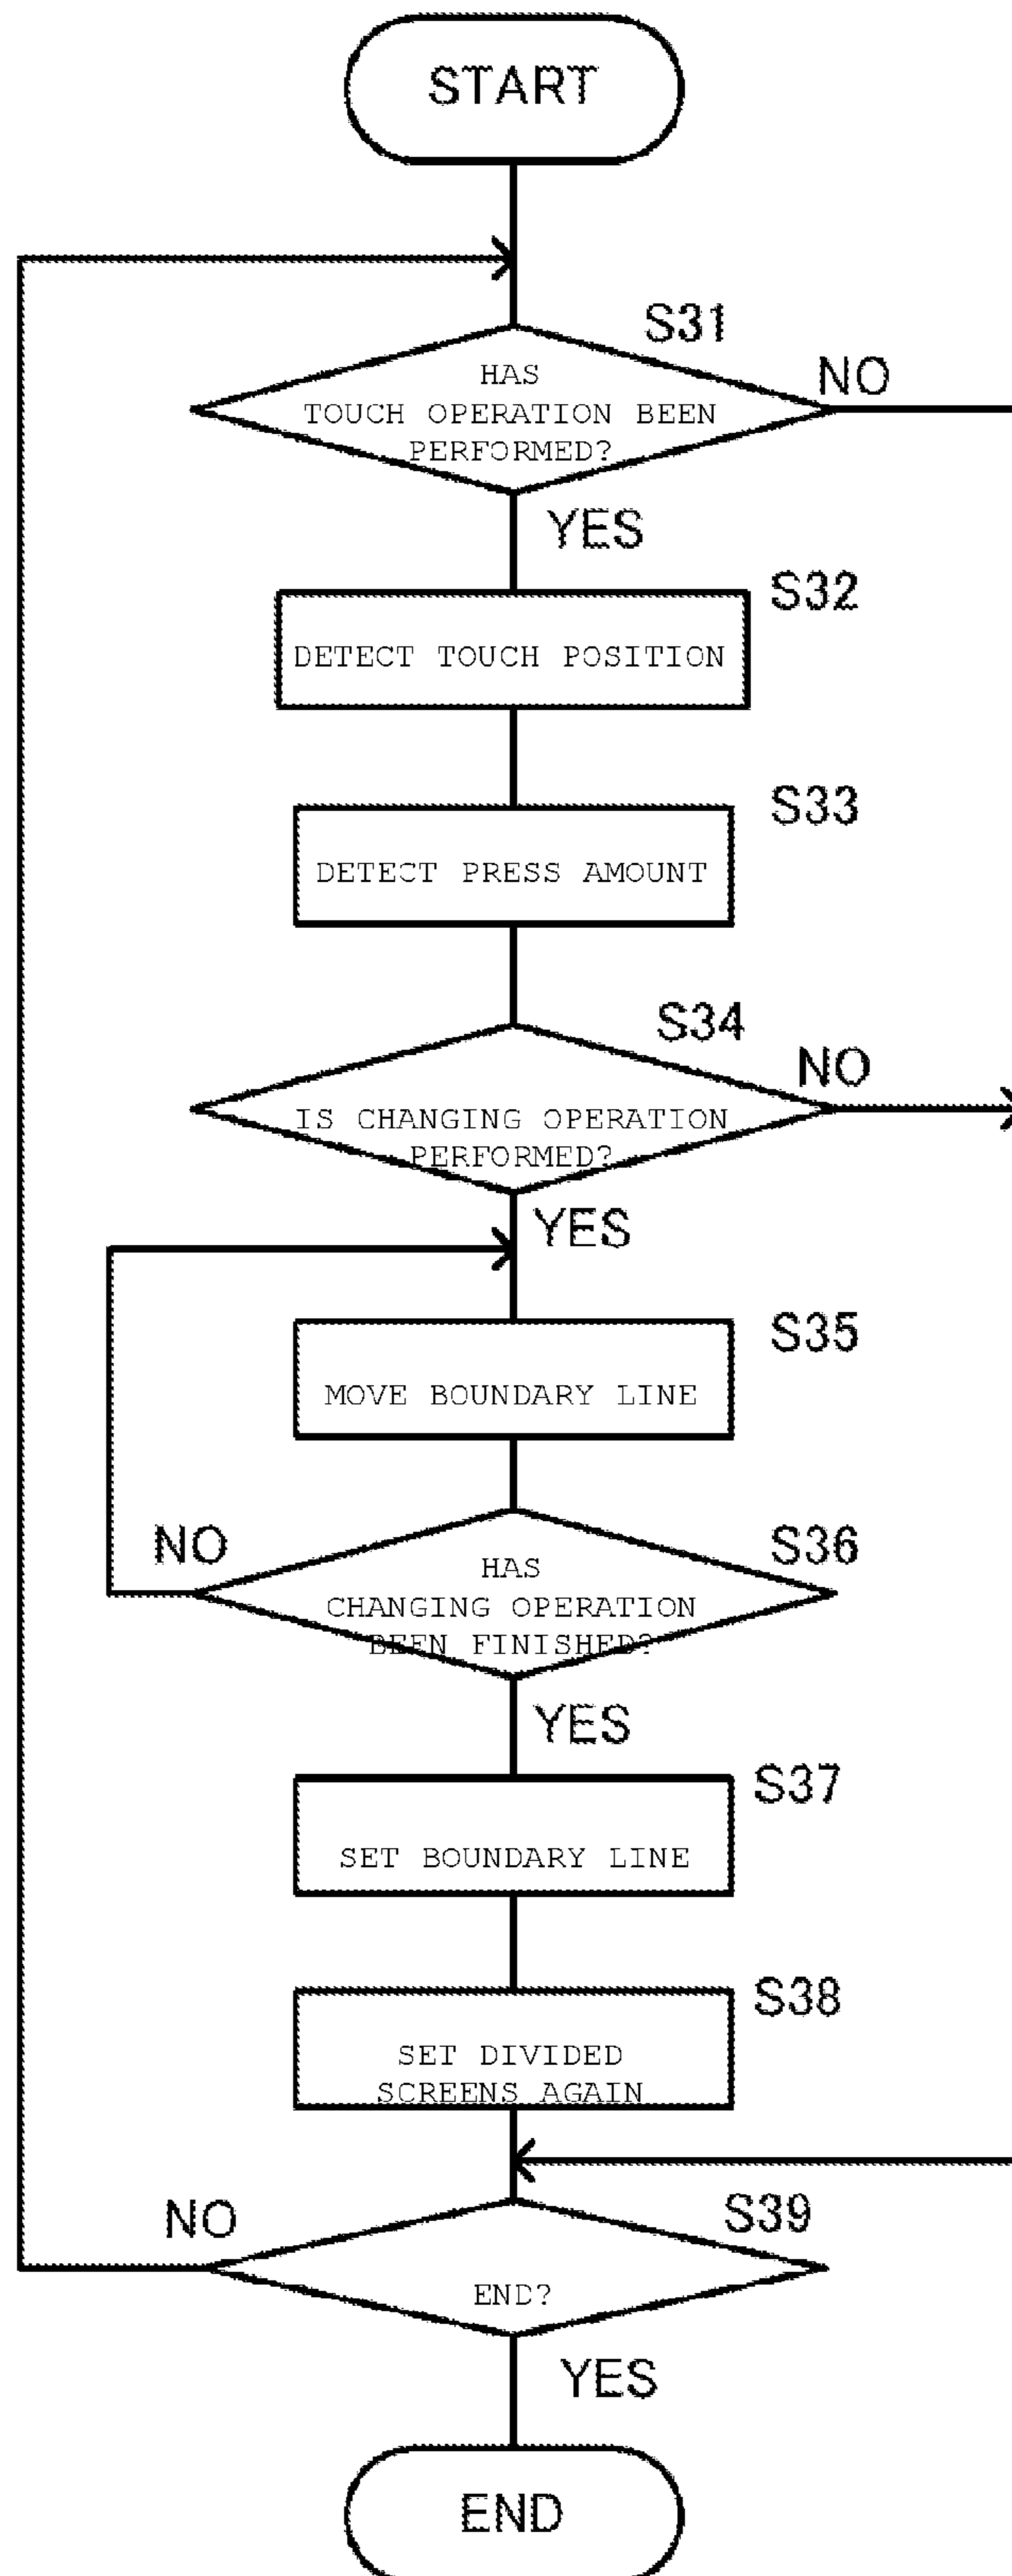 START
S31
HAS
TOUCH OPERATION BEEN
PERFORMED?
NO
YES
S32
DETECT TOUCH POSITION
S33
DETECT PRESS AMOUNT
S34
NO
IS CHANGING OPERATION
PERFORMED?
YES
S35
MOVE BOUNDARY LINE
NO
S36
HAS
CHANGING OPERATION
BEEN FINISHED?
YES
S37
SET BOUNDARY LINE
S38
SET DIVIDED
SCREENS AGAIN
NO
S39
END?
YES
END